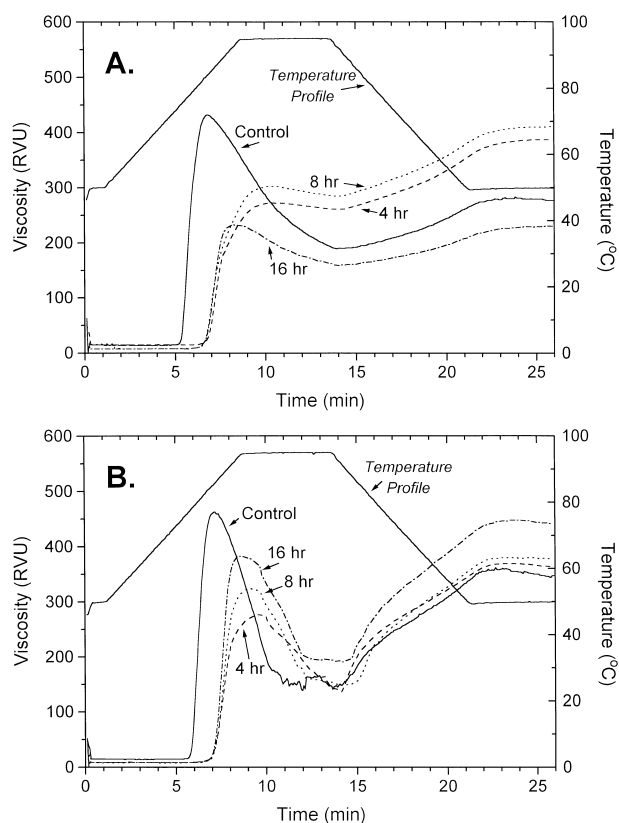 A.
Temperature
Profile
Control
8 hr
4 hr
16 hr
600
500
400
300
200
100
0
Viscosity (RVU)
100
80
60
40
20
0
Temperature (°C)
0
5
10
15
20
25
Time (min)
B.
Temperature
Profile
Control
16 hr
8 hr
4 hr
600
500
400
300
200
100
0
Viscosity (RVU)
100
80
60
40
20
0
Temperature (°C)
0
5
10
15
20
25
Time (min)